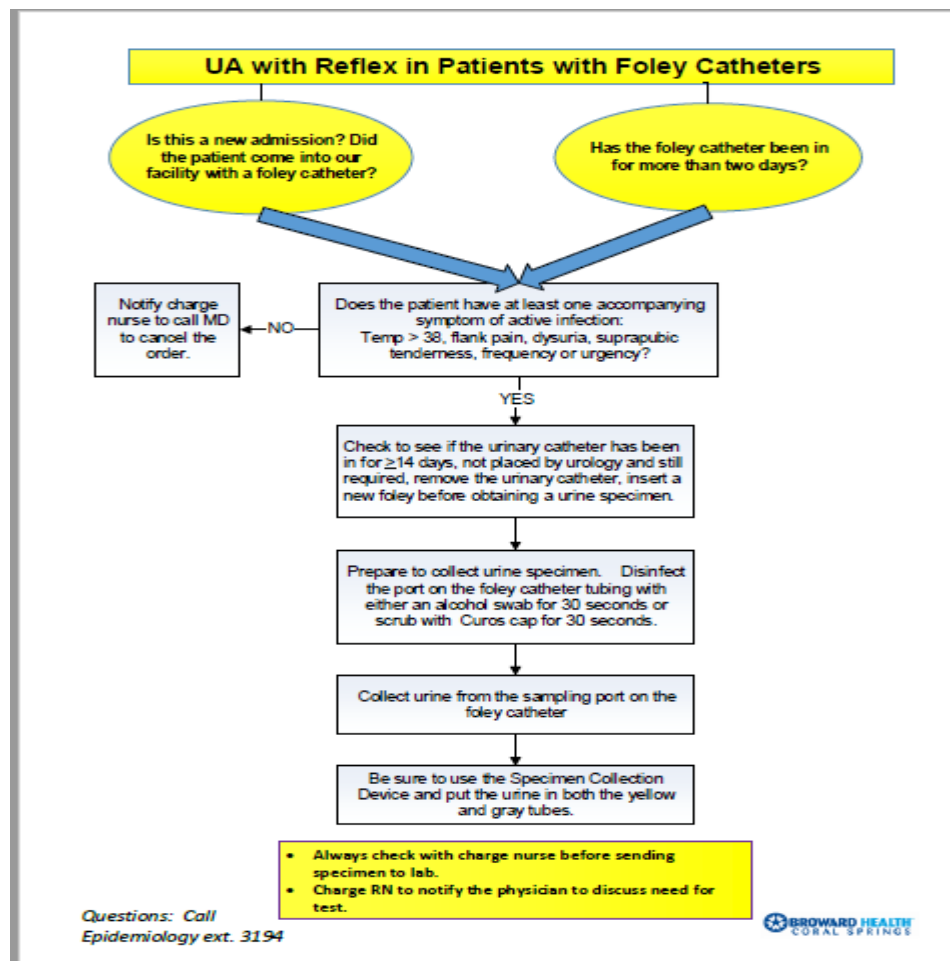 UA with Reflex in Patients with Foley Catheters
Is this a new admission? Did
the patient come into our
facility with a foley catheter?
Has the foley catheter been in
for more than two days?
Notify charge
nurse to call MD
to cancel the
order.
NO
Does the patient have at least one accompanying
symptom of active infection:
Temp > 38, flank pain, dysuria, suprapubic
tenderness, frequency or urgency?
YES
Check to see if the urinary catheter has been
in for ≥14 days, not placed by urology and still
required, remove the urinary catheter, insert a
new foley before obtaining a urine specimen.
Prepare to collect urine specimen. Disinfect
the port on the foley catheter tubing with
either an alcohol swab for 30 seconds or
scrub with Curos cap for 30 seconds.
Collect urine from the sampling port on the
foley catheter
Be sure to use the Specimen Collection
Device and put the urine in both the yellow
and gray tubes.
• Always check with charge nurse before sending
specimen to lab.
• Charge RN to notify the physician to discuss need for
test.
Questions: Call
Epidemiology ext. 3194
BROWARD HEALTH
CORAL SPRINGS